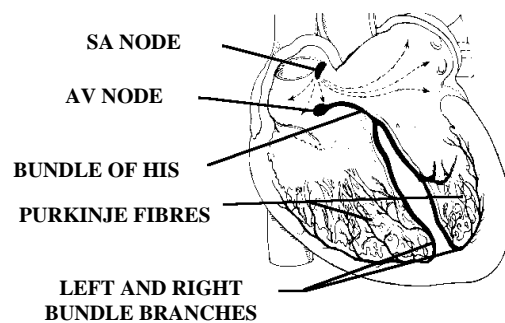 SA NODE
AV NODE
BUNDLE OF HIS
PURKINJE FIBRES
LEFT AND RIGHT
BUNDLE BRANCHES